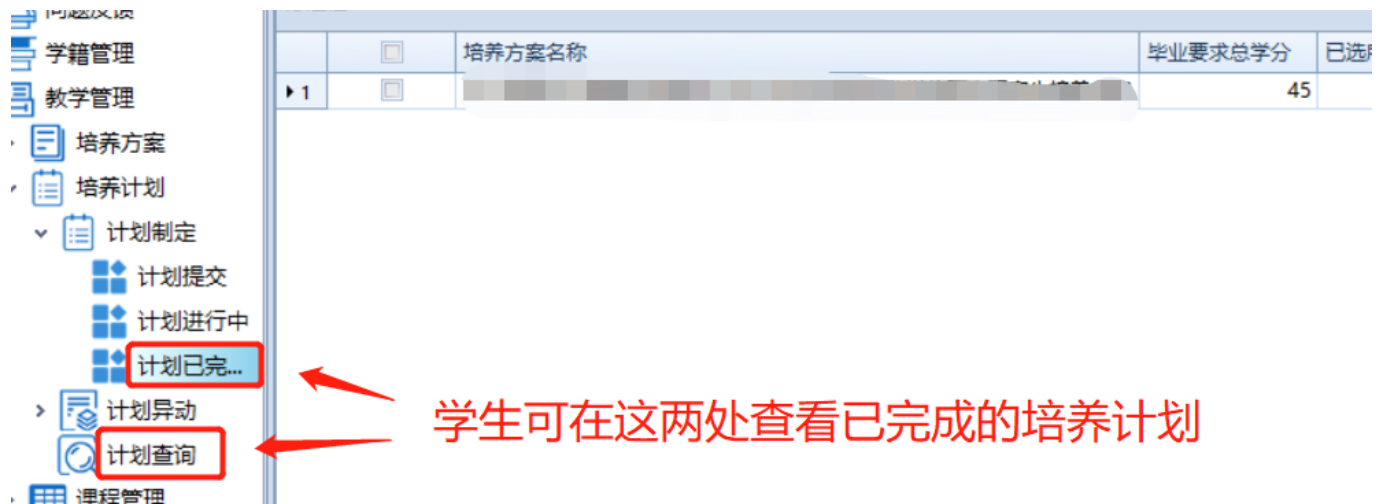 问题反馈
学籍管理
教学管理
培养方案
培养计划
计划制定
计划提交
计划进行中
计划已完...
计划异动
计划查询
课程管理
培养方案名称 毕业要求总学分 已选
1 45
学生可在这两处查看已完成的培养计划